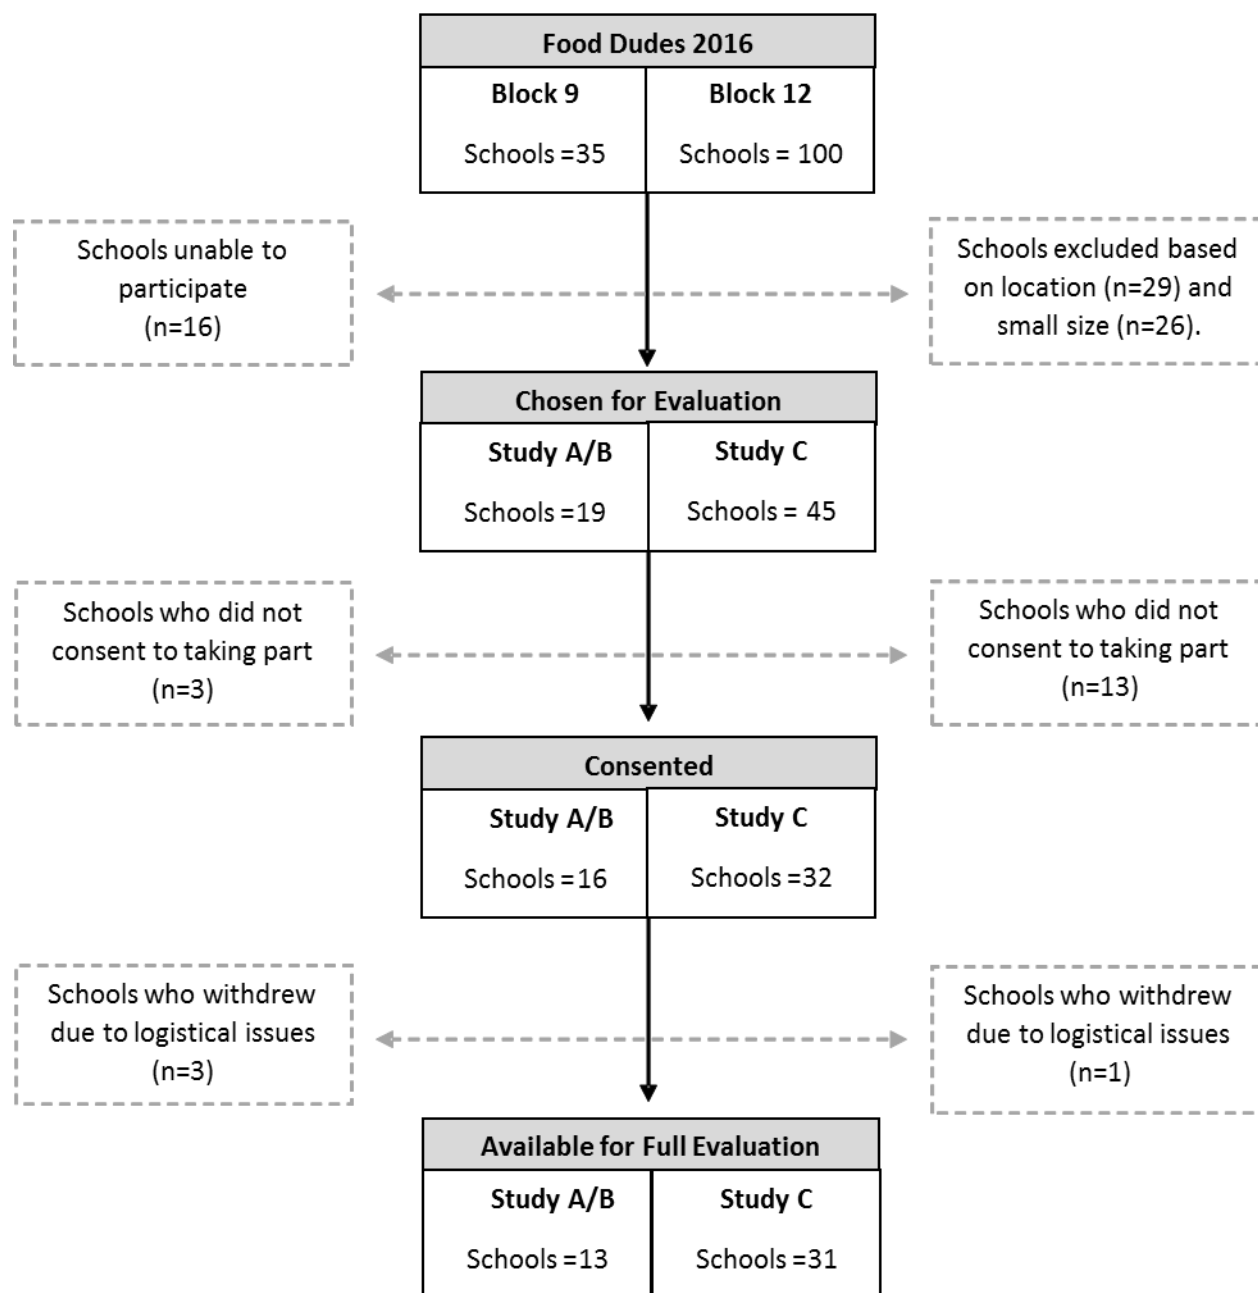 Food Dudes 2016
Block 9
Schools =35
Block 12
Schools = 100
Schools unable to
participate
(n=16)
Schools excluded based
on location (n=29) and
small size (n=26).
Chosen for Evaluation
Study A/B
Schools =19
Study C
Schools = 45
Schools who did not
consent to taking part
(n=3)
Schools who did not
consent to taking part
(n=13)
Consented
Study A/B
Schools =16
Study C
Schools =32
Schools who withdrew
due to logistical issues
(n=3)
Schools who withdrew
due to logistical issues
(n=1)
Available for Full Evaluation
Study A/B
Schools =13
Study C
Schools =31